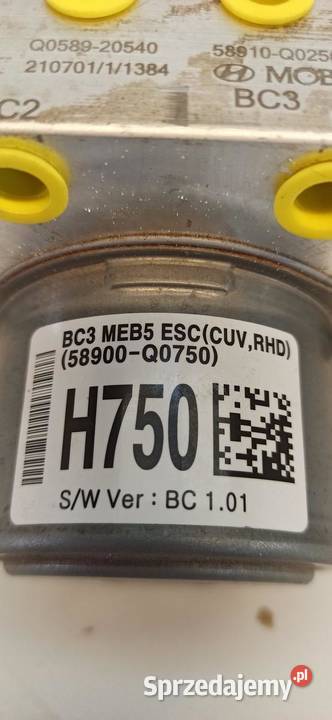 Q0589-20540
210701/1/1384
C2
58910-Q0250
MOB
BC3
BC3 MEB5 ESC(CUV,RHD)
(58900-Q0750)
H750
S/W Ver : BC 1.01
Sprzedajemy.pl